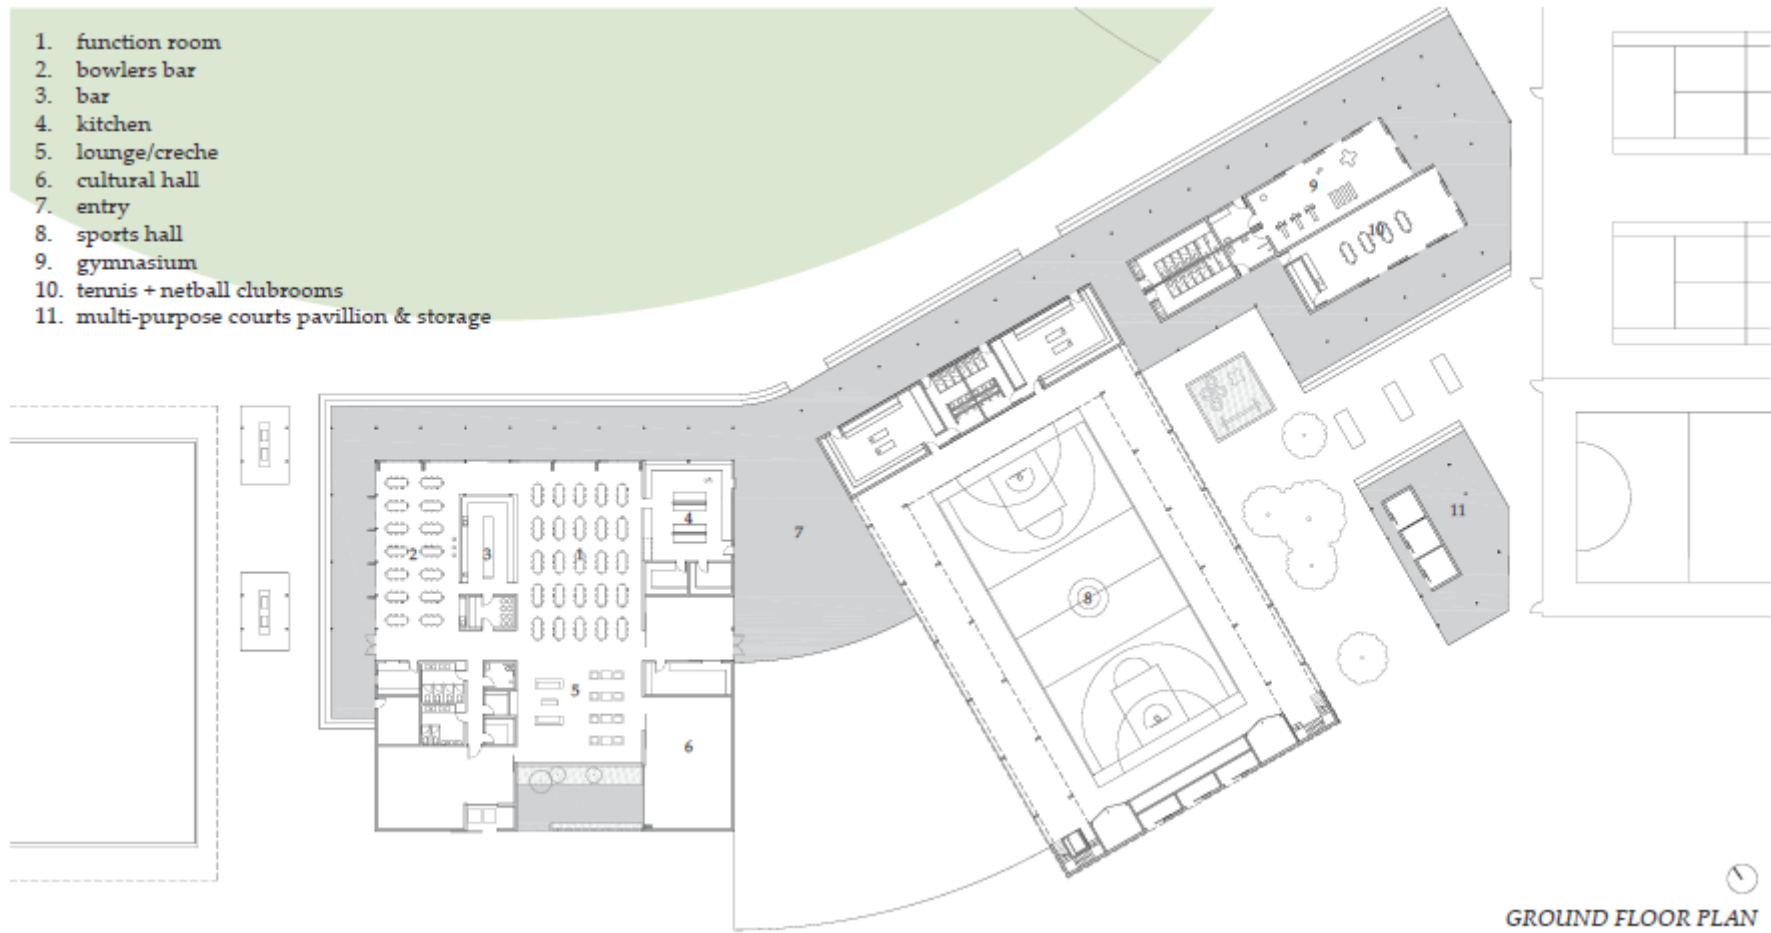 1. function room
2. bowlers bar
3. bar
4. kitchen
5. lounge/creche
6. cultural hall
7. entry
8. sports hall
9. gymnasium
10. tennis + netball clubrooms
11. multi-purpose courts pavillion & storage
9
10
11
4
7
2
3
1
8
5
6
GROUND FLOOR PLAN